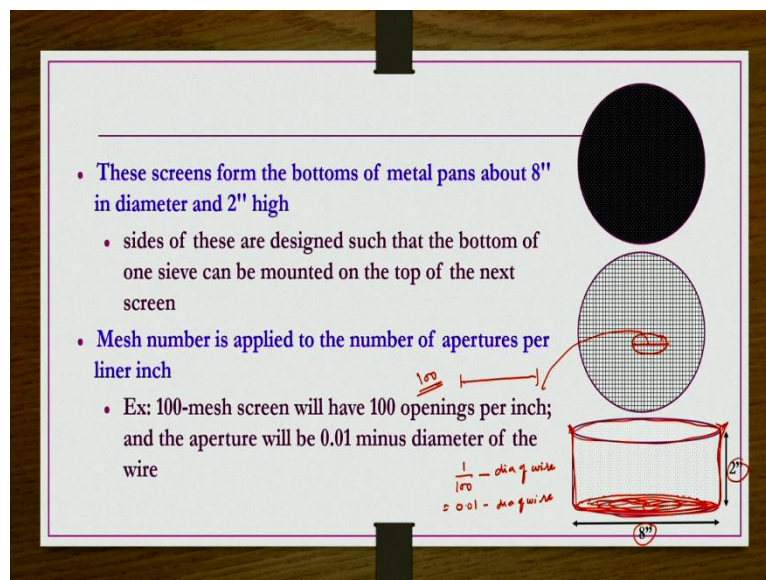 • These screens form the bottoms of metal pans about 8"
in diameter and 2" high
• sides of these are designed such that the bottom of
one sieve can be mounted on the top of the next
screen
• Mesh number is applied to the number of apertures per
liner inch
100
• Ex: 100-mesh screen will have 100 openings per inch;
and the aperture will be 0.01 minus diameter of the
wire
1/100 - dia of wire
= 0.01 - dia of wire
2"
8"